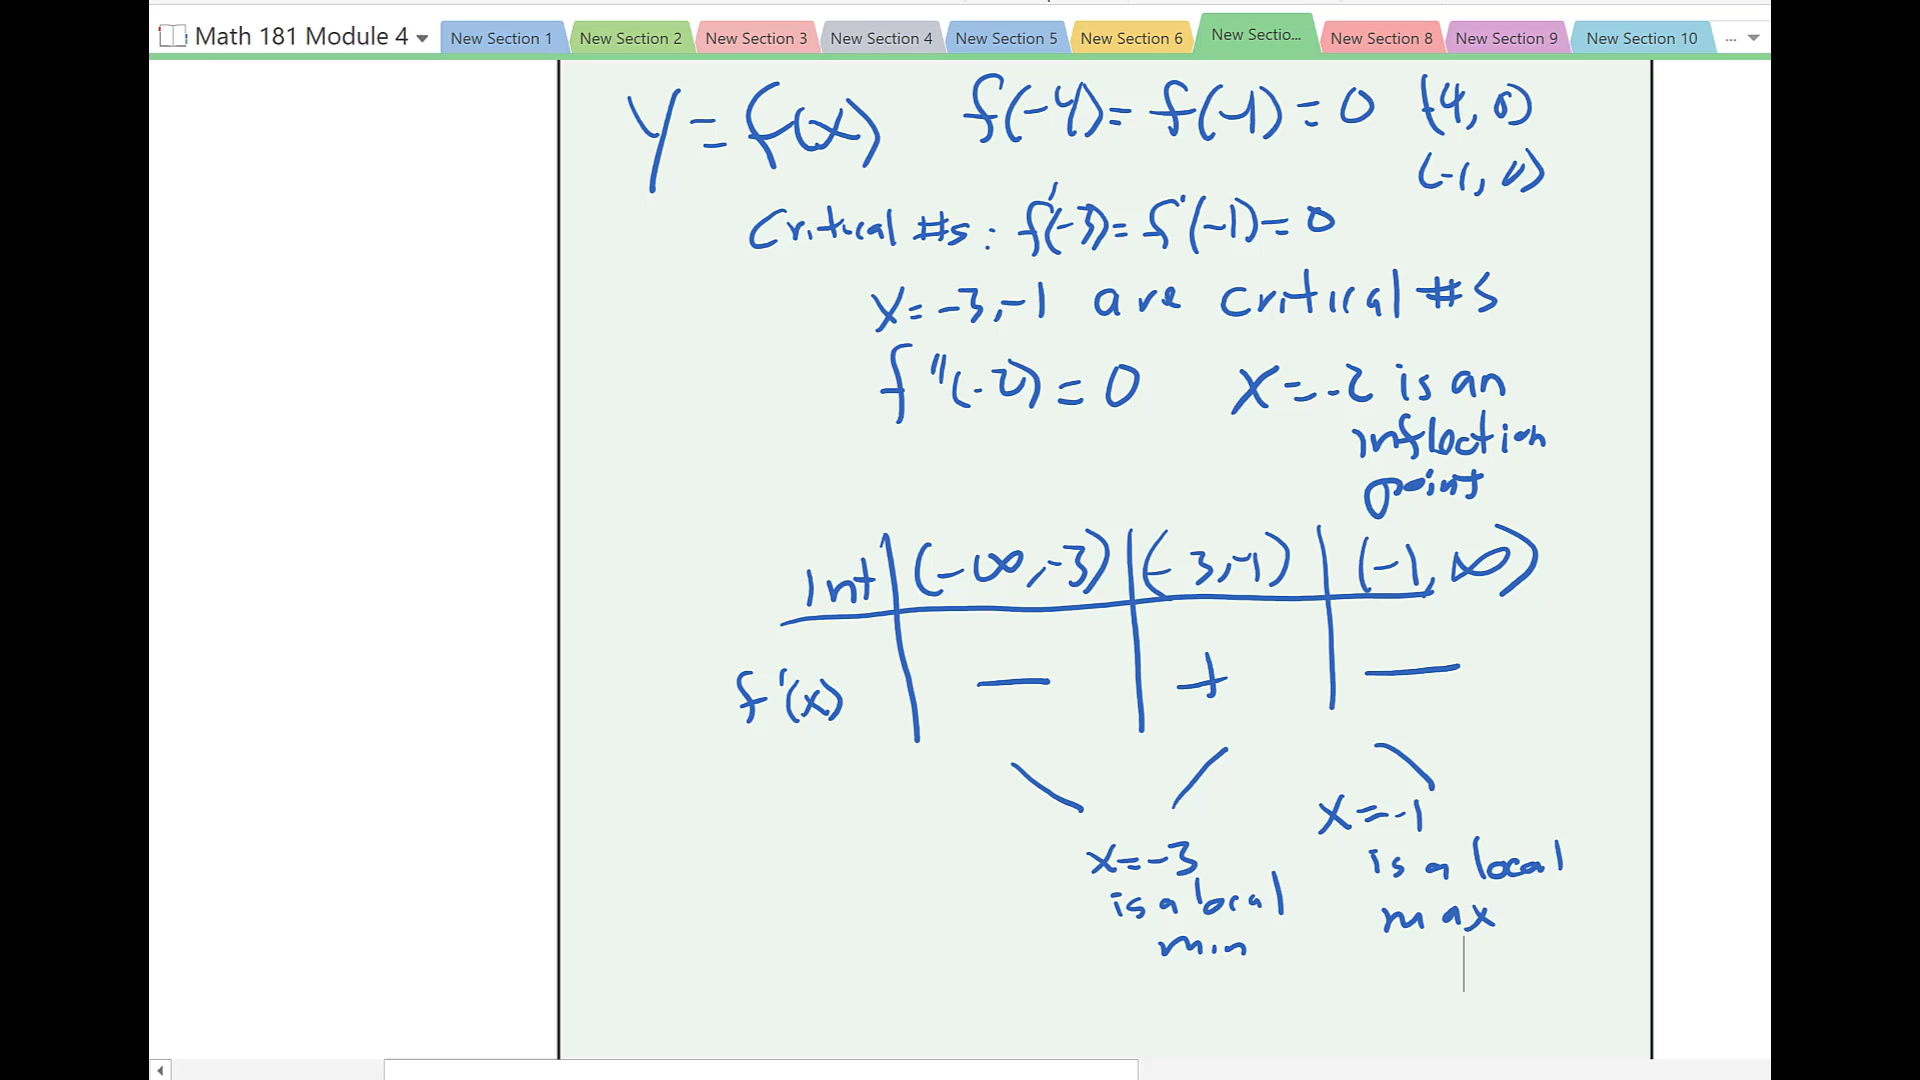 Math 181 Module 4
New Section 1 New Section 2 New Section 3 New Section 4 New Section 5 New Section 6 New Sectio... New Section 8 New Section 9 New Section 10 ...
y = f(x) f(-4) = f(-1) = 0 (-4, 0)
(-1, 0)
Critical #s: f'(-3) = f'(-1) = 0
x = -3, -1 are critical #s
f"(-2) = 0 x = -2 is an
inflection
point
Int (-∞, -3) (-3, -1) (-1, ∞)
f'(x) — + —
x = -1
x = -3
is a local
is a local
max
min